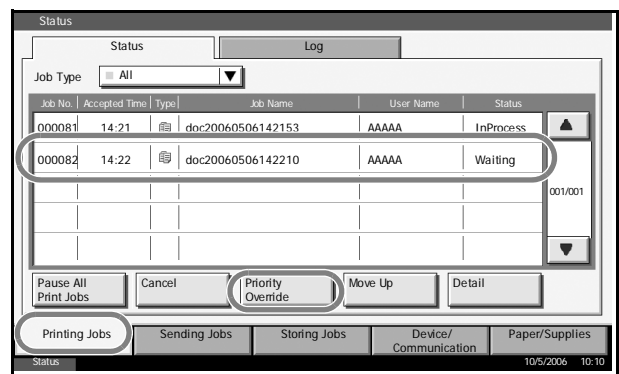 Status
Status Log
Job Type All
Job No. Accepted Time Type Job Name User Name Status
000081 14:21 doc20060506142153 AAAAA InProcess
000082 14:22 doc20060506142210 AAAAA Waiting
001/001
Pause All Print Jobs Cancel Priority Override Move Up Detail
Printing Jobs Sending Jobs Storing Jobs Device/ Communication Paper/Supplies
Status 10/5/2006 10:10